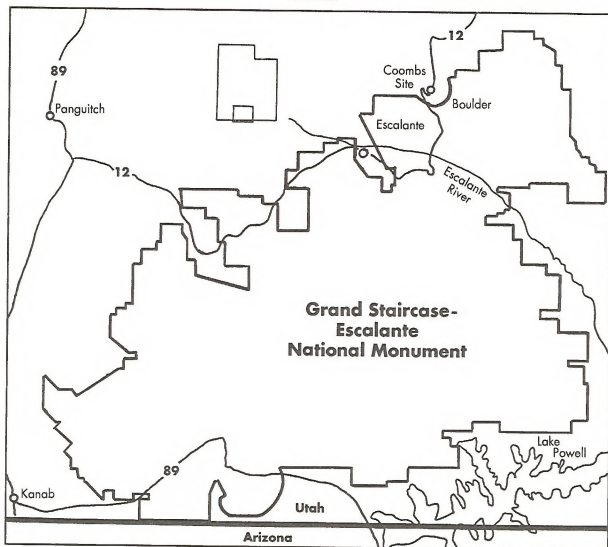 12
89
Coombs
Site
Panguitch
Boulder
Escalante
12
Escalante
River
Grand Staircase-
Escalante
National Monument
Lake
Powell
89
Kanab
Utah
Arizona